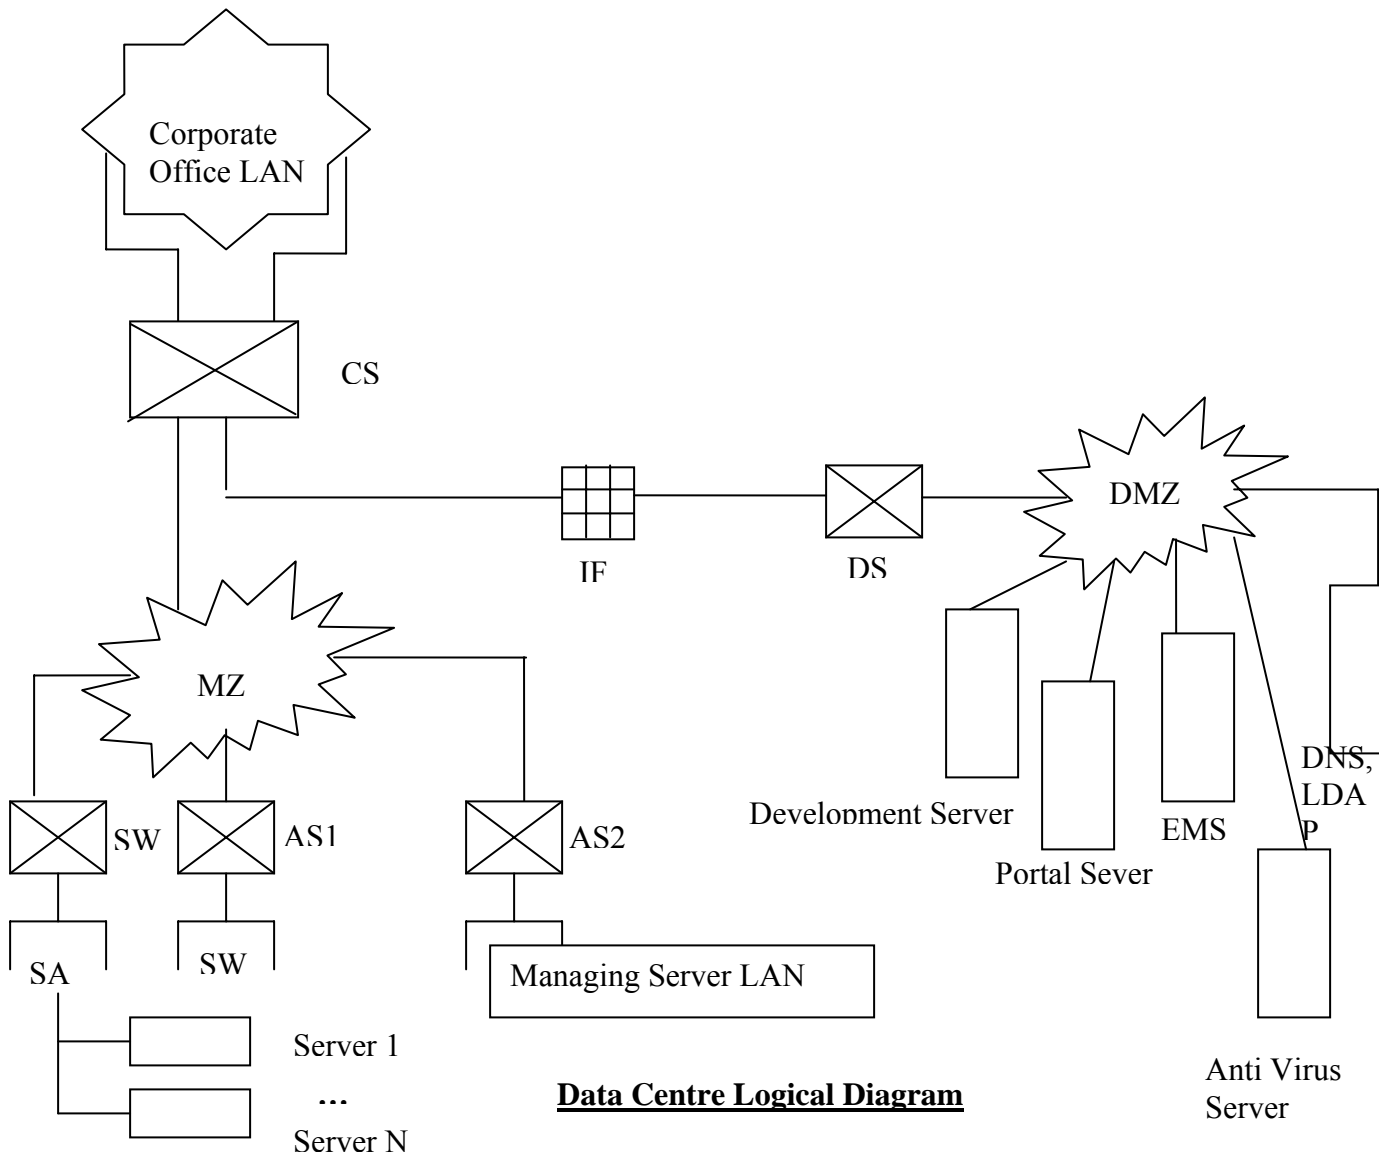 Corporate
Office LAN
CS
DMZ
IF
DS
MZ
DNS,
LDA
P
Development Server
EMS
SW
AS1
AS2
Portal Sever
SA
SW
Managing Server LAN
Server 1
...
Server N
Data Centre Logical Diagram
Anti Virus
Server